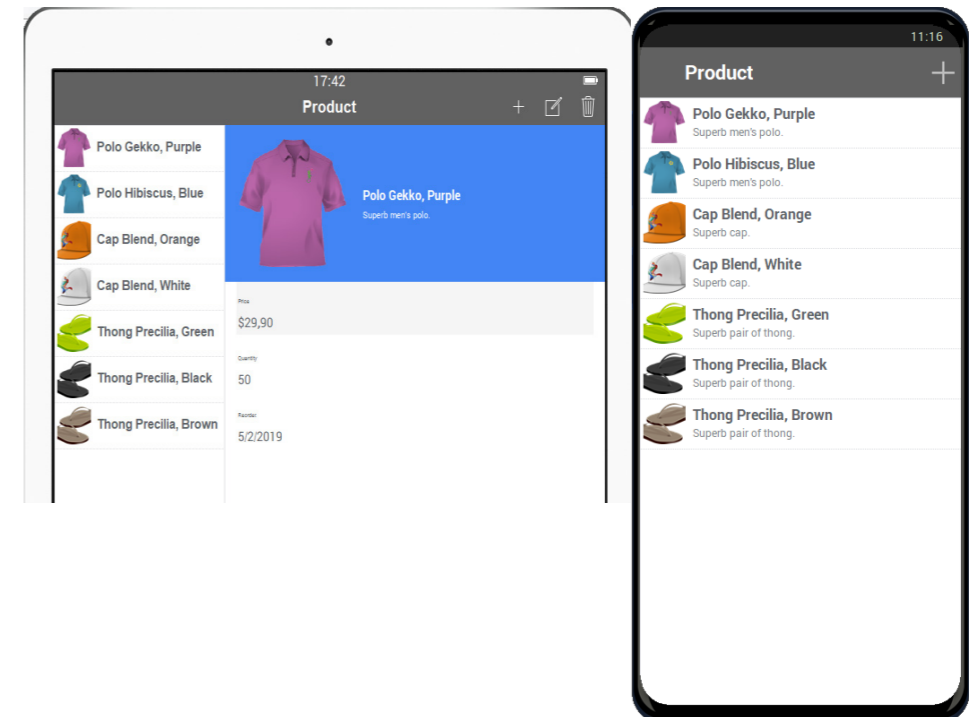 17:42
Product
Polo Gekko, Purple
Polo Hibiscus, Blue
Cap Blend, Orange
Cap Blend, White
Thong Precilia, Green
Thong Precilia, Black
Thong Precilia, Brown
Polo Gekko, Purple
Superb men's polo.
Price
$29,90
Quantity
50
Reorder
5/2/2019
11:16
Product
Polo Gekko, Purple
Superb men's polo.
Polo Hibiscus, Blue
Superb men's polo.
Cap Blend, Orange
Superb cap.
Cap Blend, White
Superb cap.
Thong Precilia, Green
Superb pair of thong.
Thong Precilia, Black
Superb pair of thong.
Thong Precilia, Brown
Superb pair of thong.